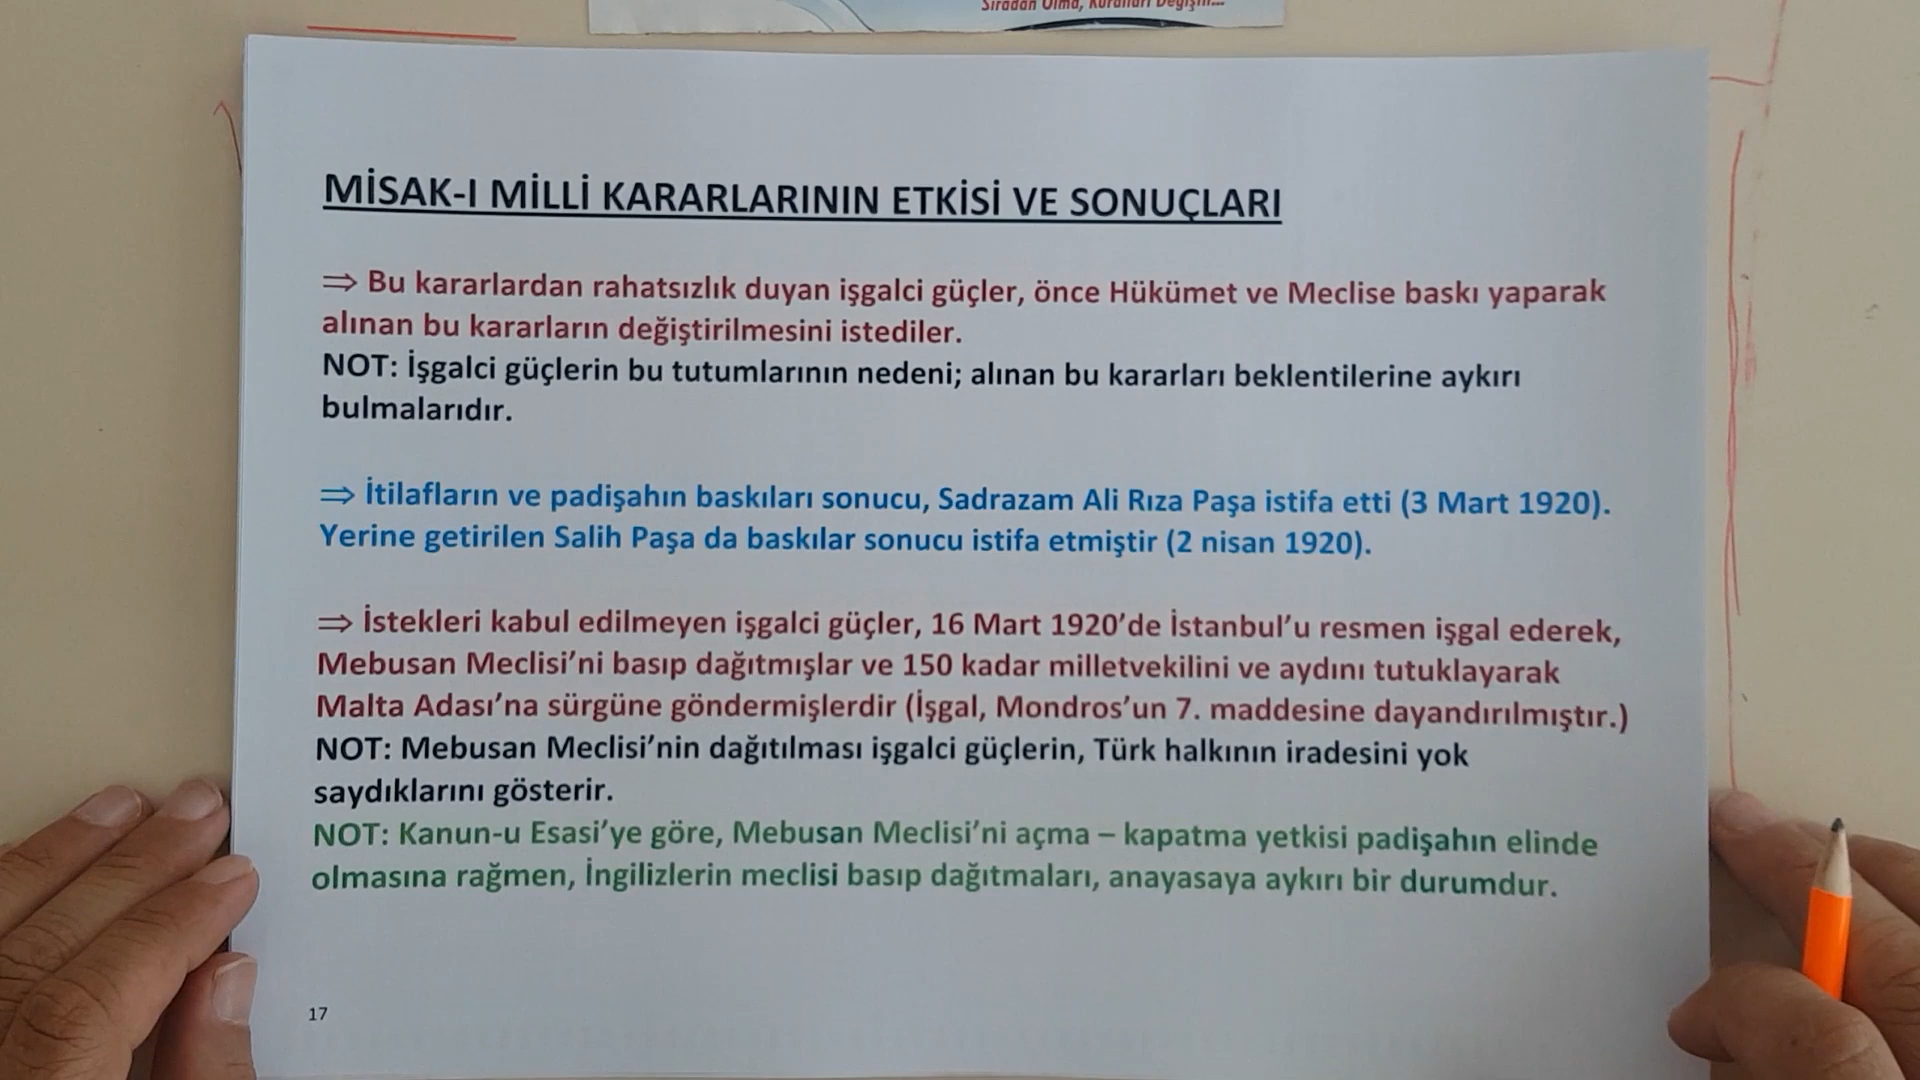 Sıradan Olma, Kuralları Değiştir...
MİSAK-I MİLLİ KARARLARININ ETKİSİ VE SONUÇLARI
⇒ Bu kararlardan rahatsızlık duyan işgalci güçler, önce Hükümet ve Meclise baskı yaparak
alınan bu kararların değiştirilmesini istediler.
NOT: İşgalci güçlerin bu tutumlarının nedeni; alınan bu kararları beklentilerine aykırı
bulmalarıdır.
⇒ İtilafların ve padişahın baskıları sonucu, Sadrazam Ali Rıza Paşa istifa etti (3 Mart 1920).
Yerine getirilen Salih Paşa da baskılar sonucu istifa etmiştir (2 nisan 1920).
⇒ İstekleri kabul edilmeyen işgalci güçler, 16 Mart 1920’de İstanbul’u resmen işgal ederek,
Mebusan Meclisi’ni basıp dağıtmışlar ve 150 kadar milletvekilini ve aydını tutuklayarak
Malta Adası’na sürgüne göndermişlerdir (İşgal, Mondros’un 7. maddesine dayandırılmıştır.)
NOT: Mebusan Meclisi’nin dağıtılması işgalci güçlerin, Türk halkının iradesini yok
saydıklarını gösterir.
NOT: Kanun-u Esasi’ye göre, Mebusan Meclisi’ni açma – kapatma yetkisi padişahın elinde
olmasına rağmen, İngilizlerin meclisi basıp dağıtmaları, anayasaya aykırı bir durumdur.
17